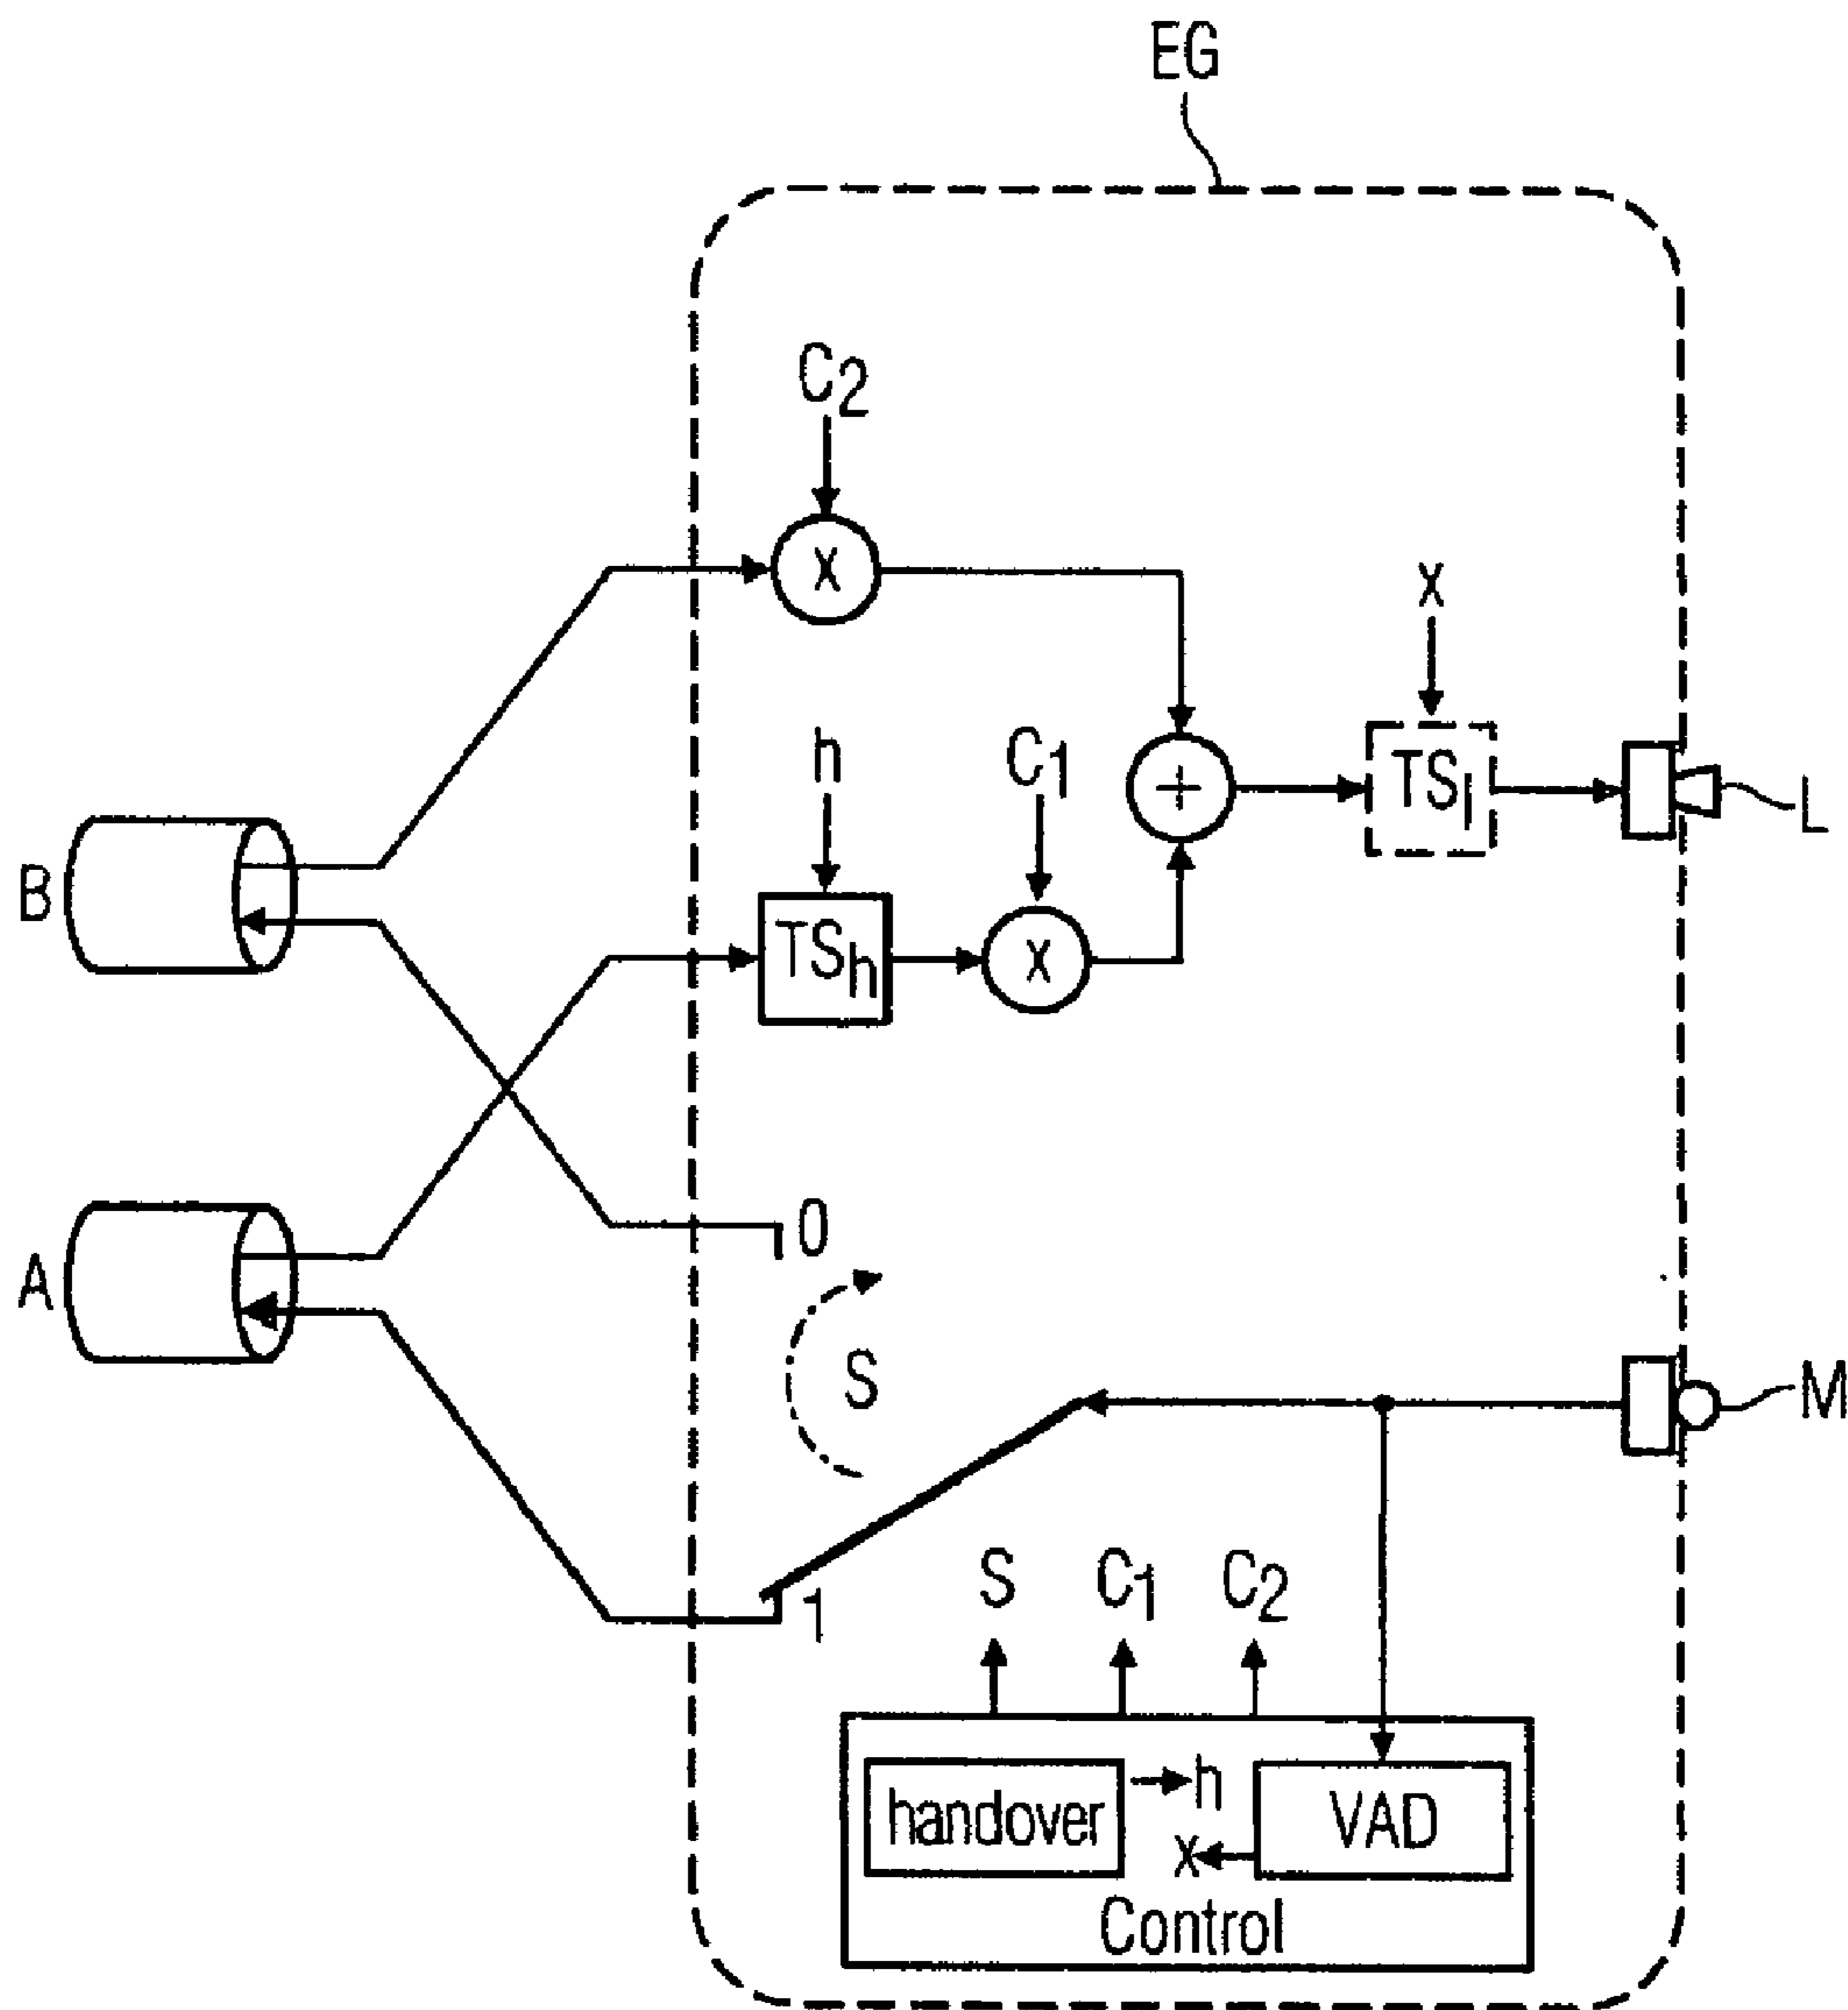 EG
C2
X
x
h
C1
+
TSl
L
B
TSh
X
0
A
S
M
1
S C1 C2
handover
h
VAD
x
Control